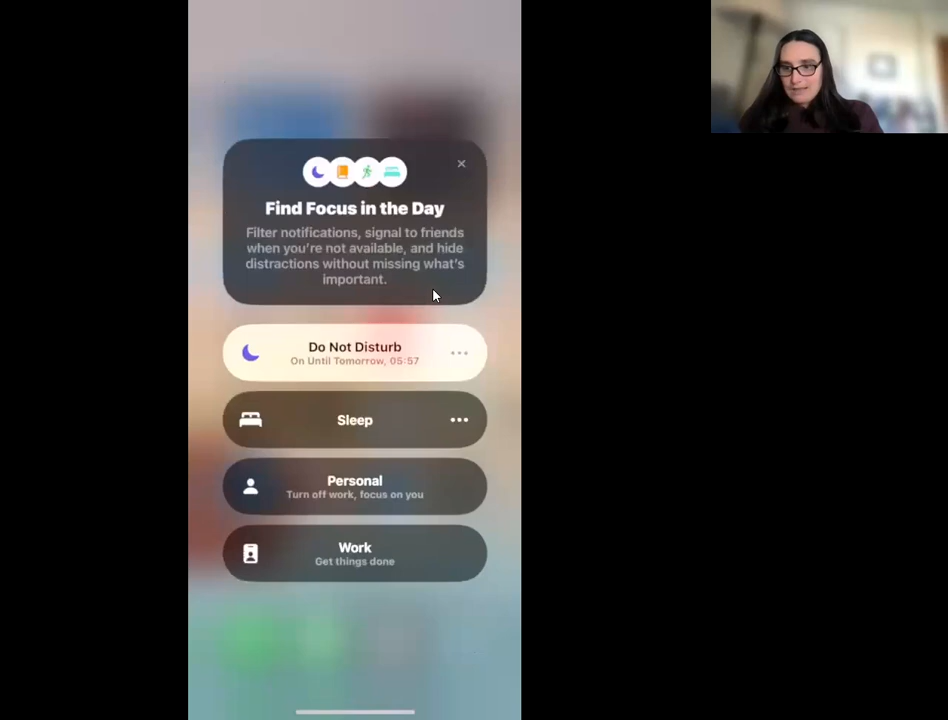 Find Focus in the Day
Filter notifications, signal to friends
when you're not available, and hide
distractions without missing what's
important.
Do Not Disturb
On Until Tomorrow, 05:57
Sleep
Personal
Turn off work, focus on you
Work
Get things done